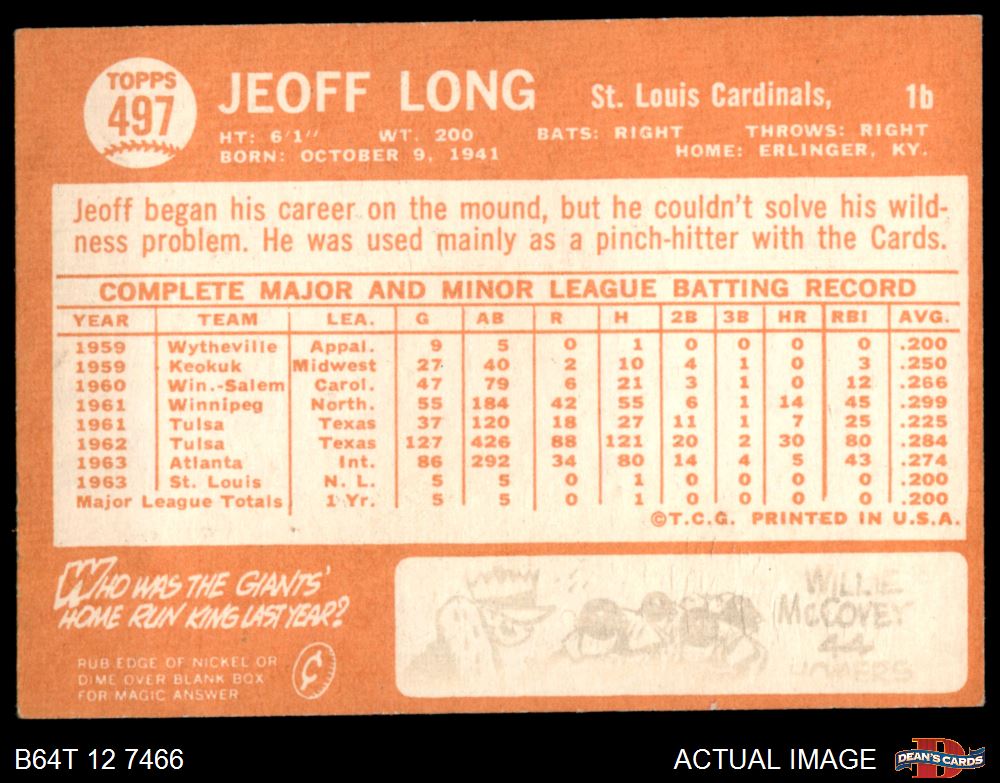 TOPPS
497
JEOFF LONG
St. Louis Cardinals, 1b
HT: 6'1" WT. 200 BATS: RIGHT THROWS: RIGHT
BORN: OCTOBER 9, 1941 HOME: ERLINGER, KY.
Jeoff began his career on the mound, but he couldn't solve his wild-
ness problem. He was used mainly as a pinch-hitter with the Cards.
COMPLETE MAJOR AND MINOR LEAGUE BATTING RECORD
YEAR TEAM LEA. G AB R H 2B 3B HR RBI AVG.
1959 Wytheville Appal. 9 5 0 1 0 0 0 0 .200
1959 Keokuk Midwest 27 40 2 10 4 1 0 3 .250
1960 Win.-Salem Carol. 47 79 6 21 3 1 0 12 .266
1961 Winnipeg North. 55 184 42 55 6 1 14 45 .299
1961 Tulsa Texas 37 120 18 27 11 1 7 25 .225
1962 Tulsa Texas 127 426 88 121 20 2 30 80 .284
1963 Atlanta Int. 86 292 34 80 14 4 5 43 .274
1963 St. Louis N. L. 5 5 0 1 0 0 0 0 .200
Major League Totals 1 Yr. 5 5 0 1 0 0 0 0 .200
©T.C.G. PRINTED IN U.S.A.
WHO WAS THE GIANTS'
HOME RUN KING LAST YEAR?
RUB EDGE OF NICKEL OR
DIME OVER BLANK BOX
FOR MAGIC ANSWER
WILLIE
McCOVEY
44
HOMERS
B64T 12 7466
ACTUAL IMAGE
DEAN'S CARDS